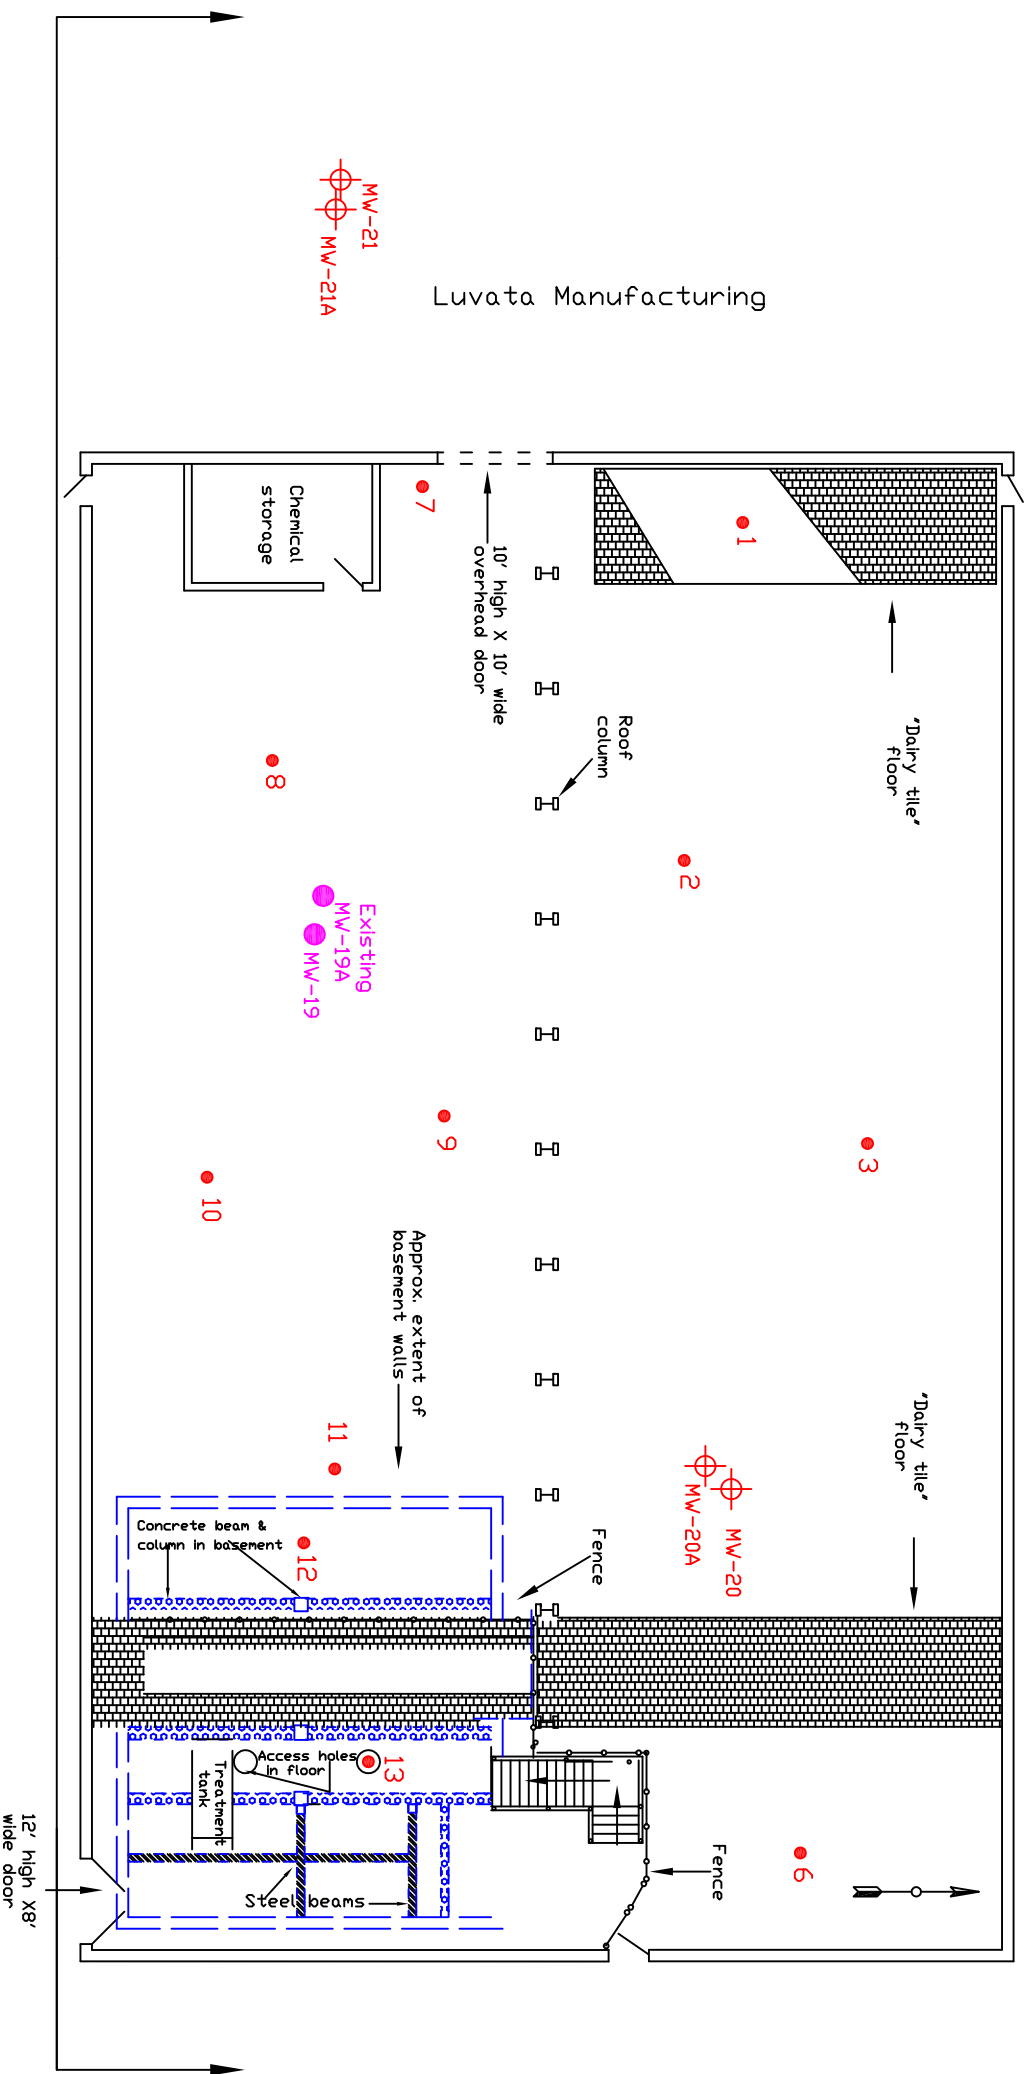 MW-21
MW-21A
Luvata Manufacturing
Chemical
storage
7
1
10' high X 10' wide
overhead door
"Dairy tile"
floor
Roof
column
8
2
Existing
MW-19A
MW-19
9
3
10
Approx. extent of
basement walls
11
"Dairy tile"
floor
MW-20
MW-20A
Fence
Concrete beam &
column in basement
12
Access holes
in floor
13
Treatment
tank
Steel beams
Fence
6
12' high X8'
wide door